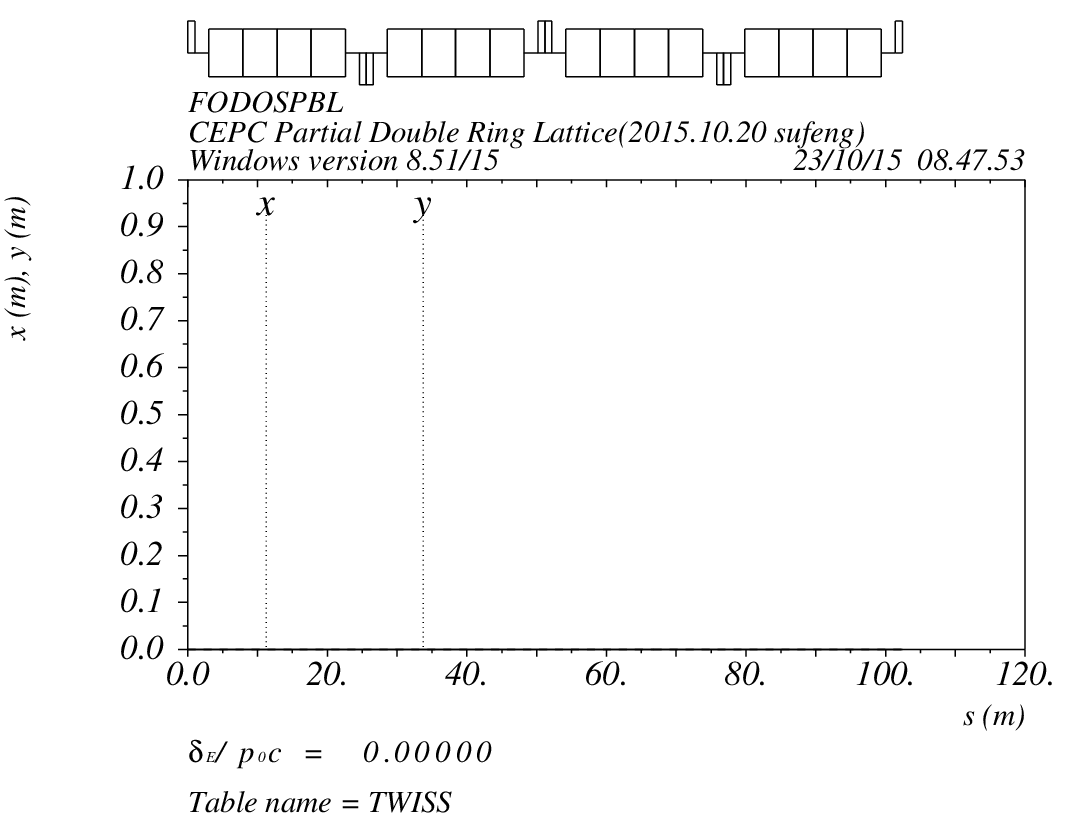 FODOSPBL
CEPC Partial Double Ring Lattice(2015.10.20 sufeng)
Windows version 8.51/15 23/10/15 08.47.53
x (m), y (m)
1.0
0.9
0.8
0.7
0.6
0.5
0.4
0.3
0.2
0.1
0.0
x y
0.0 20. 40. 60. 80. 100. 120.
s (m)
δE/ p0c = 0.00000
Table name = TWISS